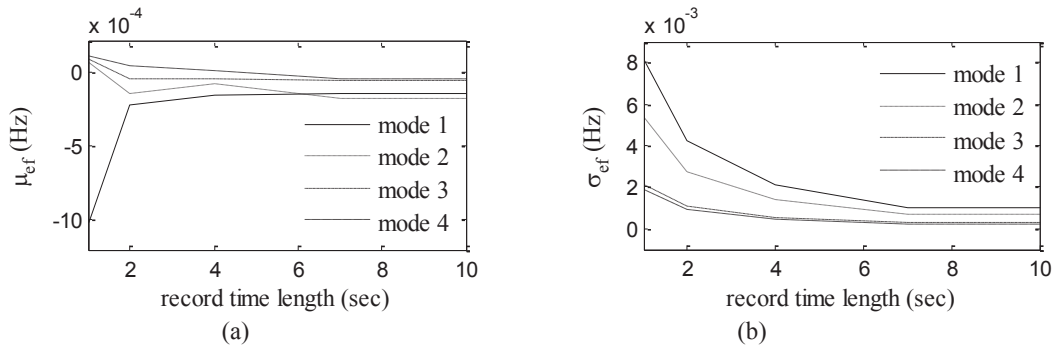 x 10⁻⁴
0
-5
-10
μef (Hz)
mode 1
mode 2
mode 3
mode 4
2 4 6 8 10
record time length (sec)
(a)
x 10⁻³
8
6
4
2
0
σef (Hz)
mode 1
mode 2
mode 3
mode 4
2 4 6 8 10
record time length (sec)
(b)